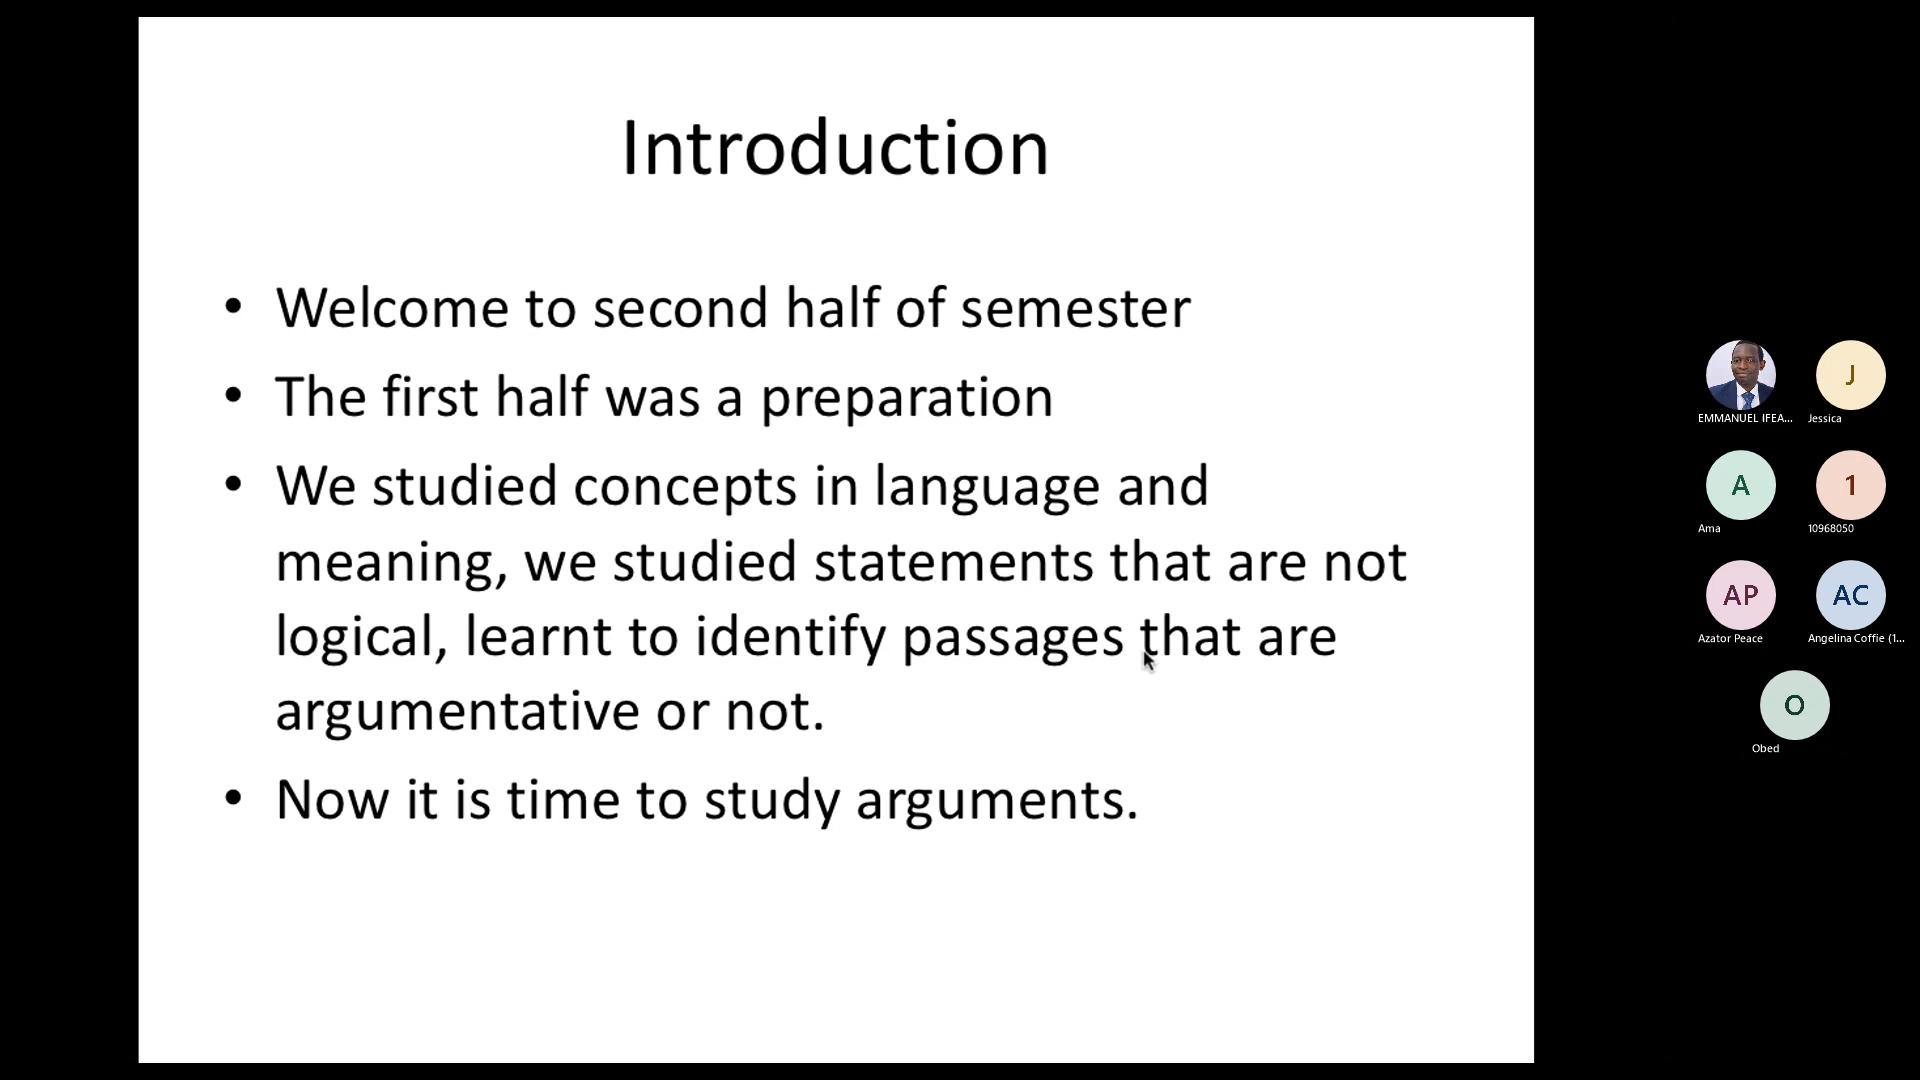 Introduction
• Welcome to second half of semester
• The first half was a preparation
• We studied concepts in language and
meaning, we studied statements that are not
logical, learnt to identify passages that are
argumentative or not.
• Now it is time to study arguments.
EMMANUEL IFEA...
J
Jessica
A
Ama
1
10968050
AP
Azator Peace
AC
Angelina Coffie (1...
O
Obed